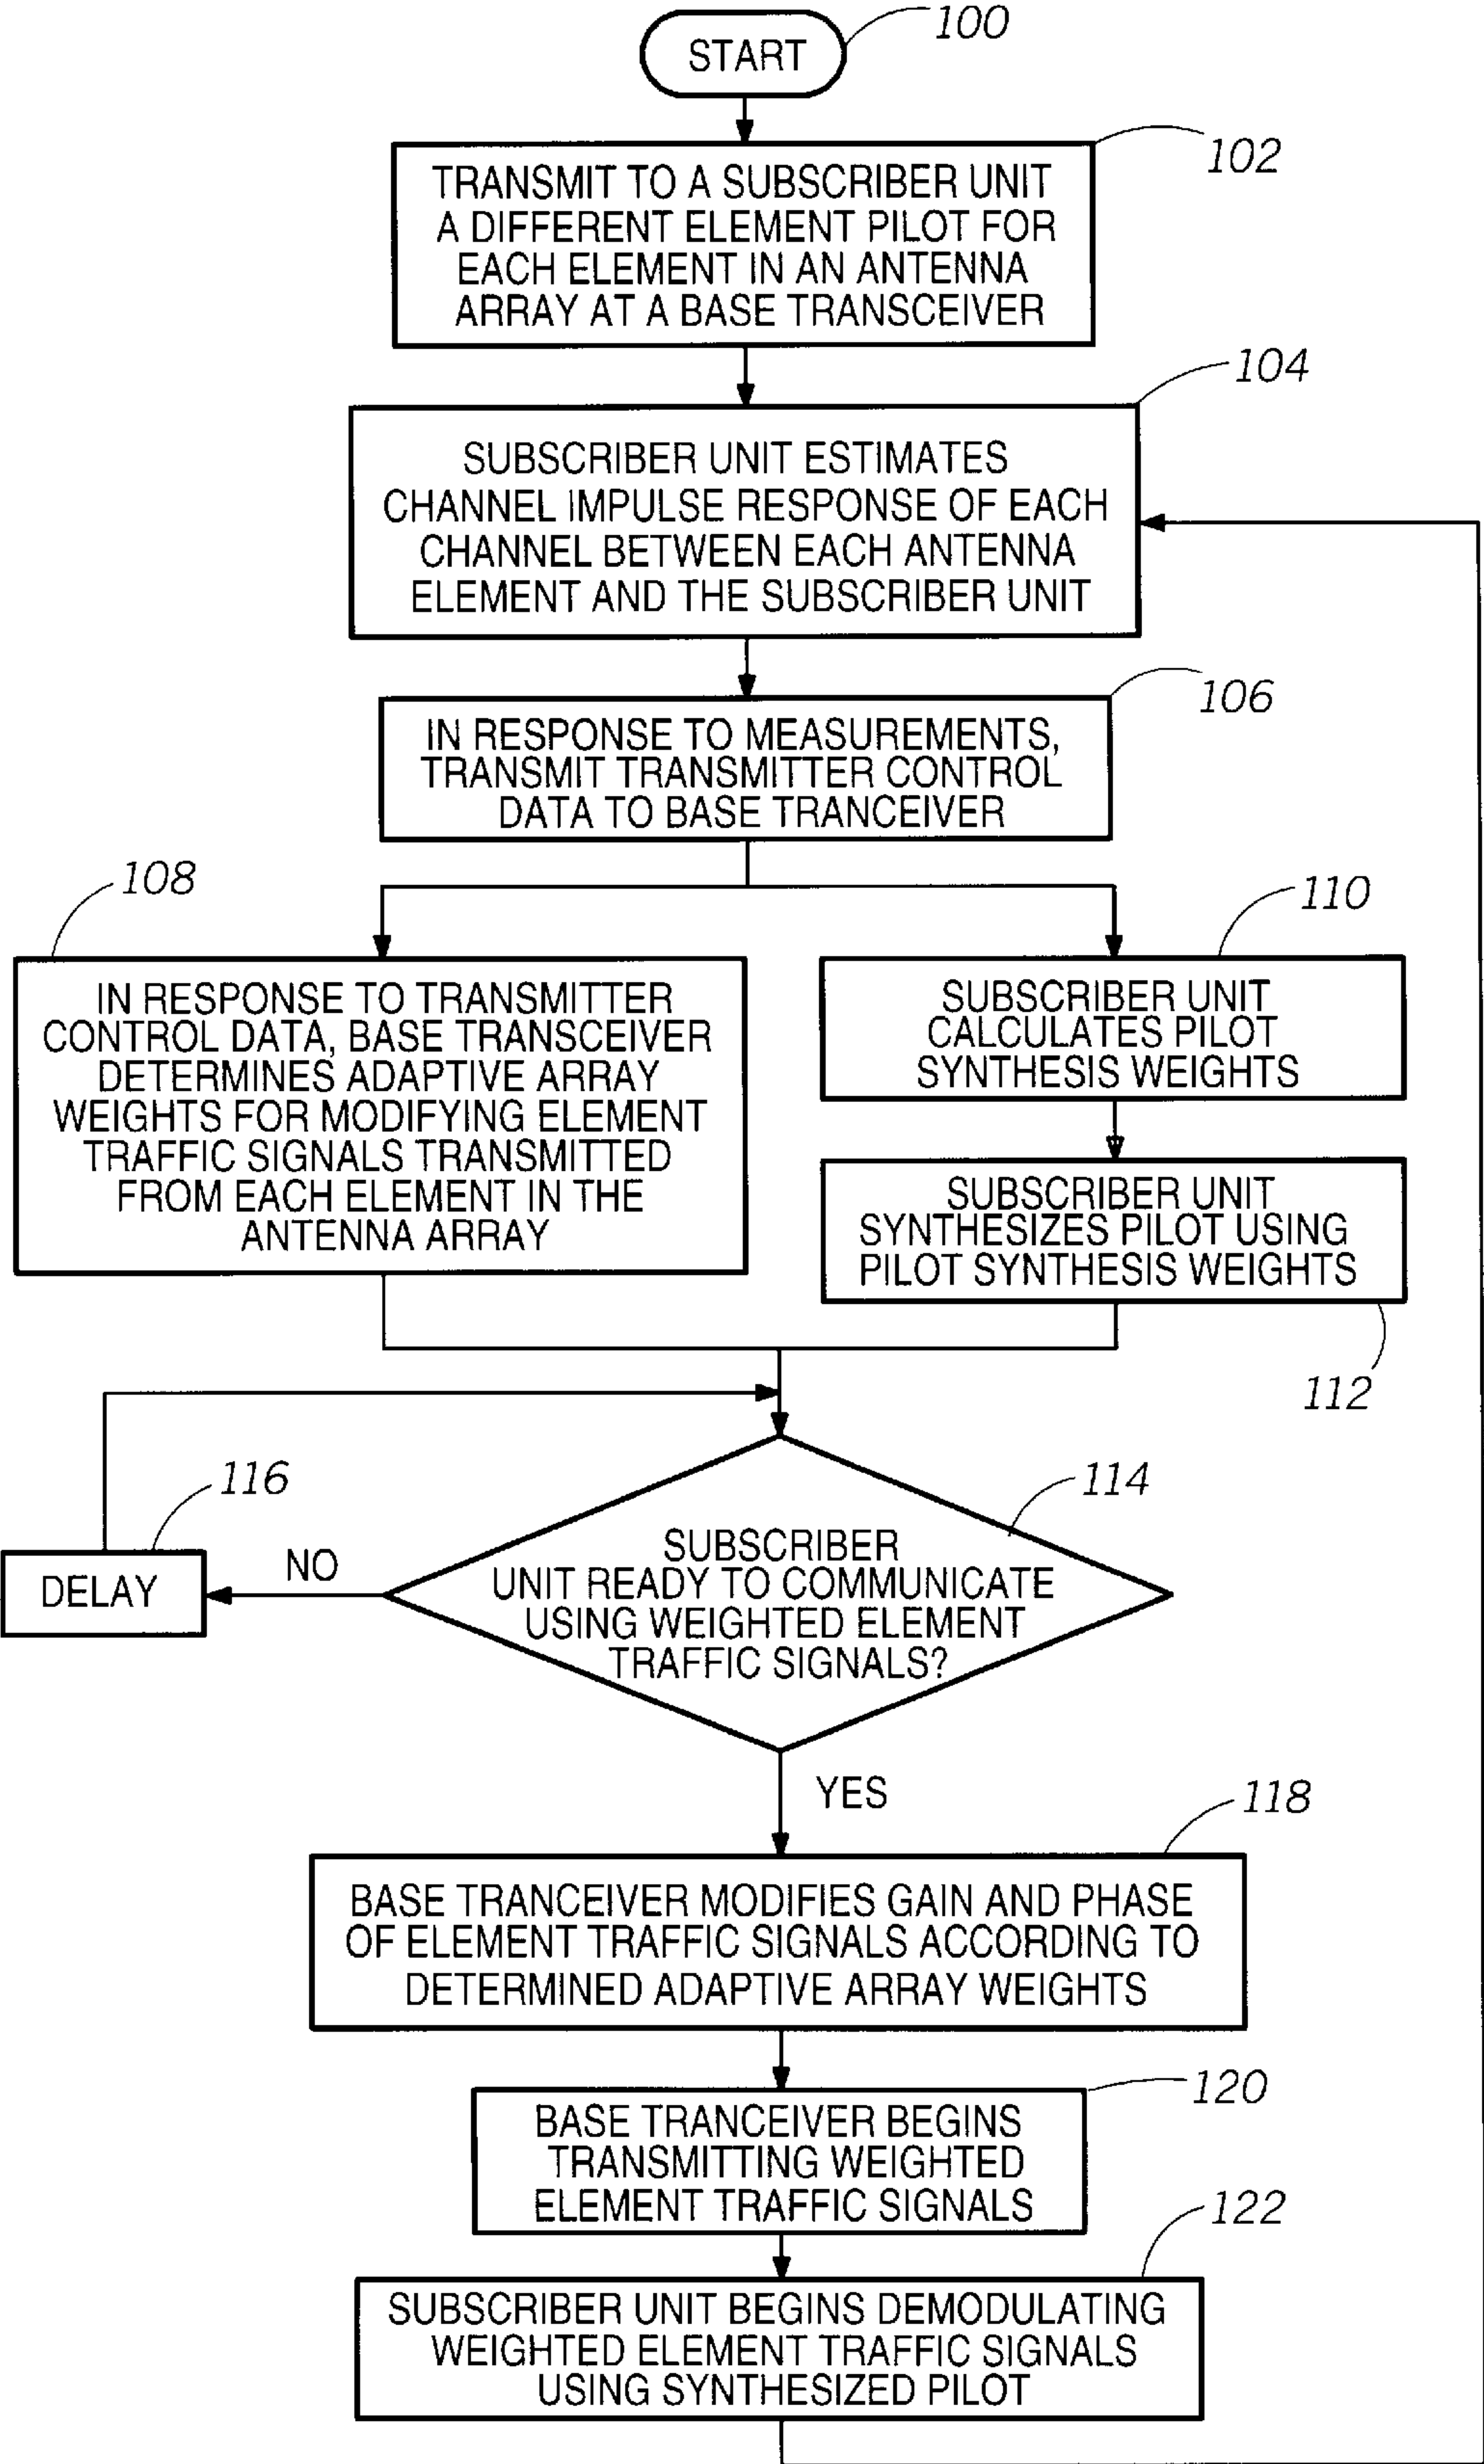 100
START
102
TRANSMIT TO A SUBSCRIBER UNIT
A DIFFERENT ELEMENT PILOT FOR
EACH ELEMENT IN AN ANTENNA
ARRAY AT A BASE TRANSCEIVER
104
SUBSCRIBER UNIT ESTIMATES
CHANNEL IMPULSE RESPONSE OF EACH
CHANNEL BETWEEN EACH ANTENNA
ELEMENT AND THE SUBSCRIBER UNIT
106
IN RESPONSE TO MEASUREMENTS,
TRANSMIT TRANSMITTER CONTROL
DATA TO BASE TRANCEIVER
108
IN RESPONSE TO TRANSMITTER
CONTROL DATA, BASE TRANSCEIVER
DETERMINES ADAPTIVE ARRAY
WEIGHTS FOR MODIFYING ELEMENT
TRAFFIC SIGNALS TRANSMITTED
FROM EACH ELEMENT IN THE
ANTENNA ARRAY
110
SUBSCRIBER UNIT
CALCULATES PILOT
SYNTHESIS WEIGHTS
SUBSCRIBER UNIT
SYNTHESIZES PILOT USING
PILOT SYNTHESIS WEIGHTS
112
114
SUBSCRIBER
UNIT READY TO COMMUNICATE
USING WEIGHTED ELEMENT
TRAFFIC SIGNALS?
116
NO
DELAY
YES
118
BASE TRANCEIVER MODIFIES GAIN AND PHASE
OF ELEMENT TRAFFIC SIGNALS ACCORDING TO
DETERMINED ADAPTIVE ARRAY WEIGHTS
120
BASE TRANCEIVER BEGINS
TRANSMITTING WEIGHTED
ELEMENT TRAFFIC SIGNALS
122
SUBSCRIBER UNIT BEGINS DEMODULATING
WEIGHTED ELEMENT TRAFFIC SIGNALS
USING SYNTHESIZED PILOT